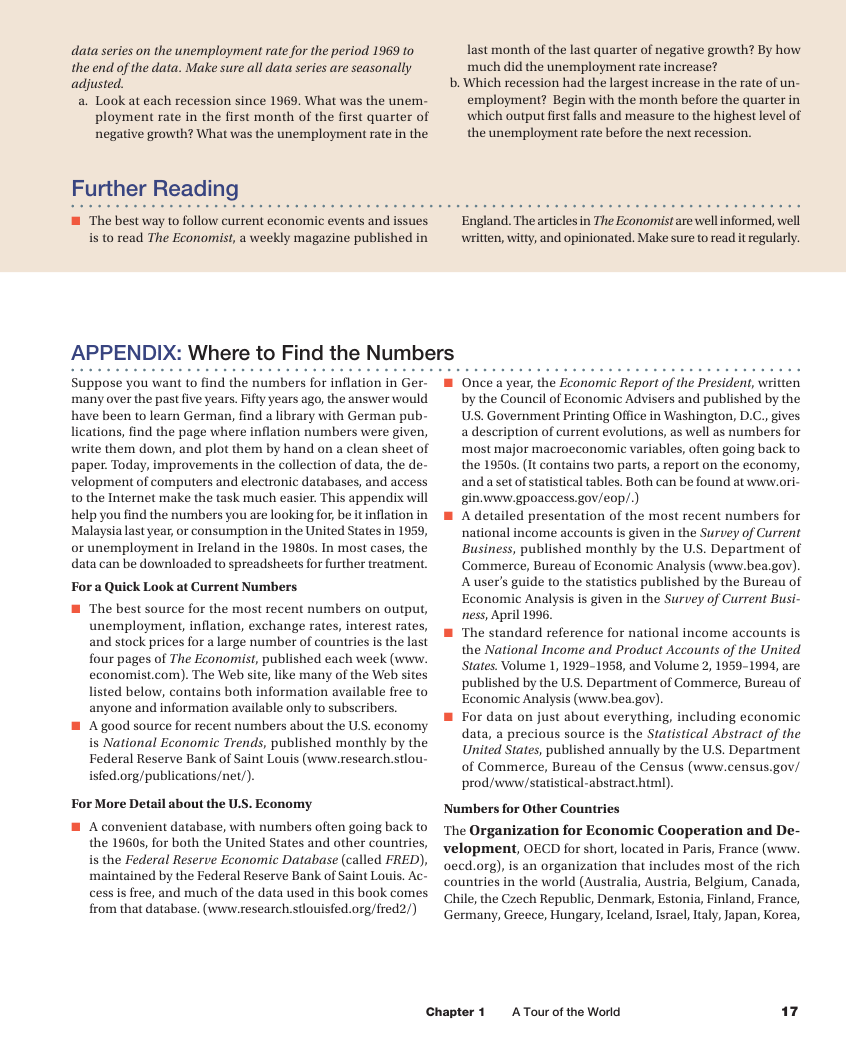 data series on the unemployment rate for the period 1969 to
the end of the data. Make sure all data series are seasonally
adjusted.
a. Look at each recession since 1969. What was the unem-
ployment rate in the first month of the first quarter of
negative growth? What was the unemployment rate in the
last month of the last quarter of negative growth? By how
much did the unemployment rate increase?
b. Which recession had the largest increase in the rate of un-
employment? Begin with the month before the quarter in
which output first falls and measure to the highest level of
the unemployment rate before the next recession.
Further Reading
■ The best way to follow current economic events and issues
is to read The Economist, a weekly magazine published in
England. The articles in The Economist are well informed, well
written, witty, and opinionated. Make sure to read it regularly.
APPENDIX: Where to Find the Numbers
Suppose you want to find the numbers for inflation in Ger-
many over the past five years. Fifty years ago, the answer would
have been to learn German, find a library with German pub-
lications, find the page where inflation numbers were given,
write them down, and plot them by hand on a clean sheet of
paper. Today, improvements in the collection of data, the de-
velopment of computers and electronic databases, and access
to the Internet make the task much easier. This appendix will
help you find the numbers you are looking for, be it inflation in
Malaysia last year, or consumption in the United States in 1959,
or unemployment in Ireland in the 1980s. In most cases, the
data can be downloaded to spreadsheets for further treatment.
For a Quick Look at Current Numbers
■ The best source for the most recent numbers on output,
unemployment, inflation, exchange rates, interest rates,
and stock prices for a large number of countries is the last
four pages of The Economist, published each week (www.
economist.com). The Web site, like many of the Web sites
listed below, contains both information available free to
anyone and information available only to subscribers.
■ A good source for recent numbers about the U.S. economy
is National Economic Trends, published monthly by the
Federal Reserve Bank of Saint Louis (www.research.stlou-
isfed.org/publications/net/).
For More Detail about the U.S. Economy
■ A convenient database, with numbers often going back to
the 1960s, for both the United States and other countries,
is the Federal Reserve Economic Database (called FRED),
maintained by the Federal Reserve Bank of Saint Louis. Ac-
cess is free, and much of the data used in this book comes
from that database. (www.research.stlouisfed.org/fred2/)
■ Once a year, the Economic Report of the President, written
by the Council of Economic Advisers and published by the
U.S. Government Printing Office in Washington, D.C., gives
a description of current evolutions, as well as numbers for
most major macroeconomic variables, often going back to
the 1950s. (It contains two parts, a report on the economy,
and a set of statistical tables. Both can be found at www.ori-
gin.www.gpoaccess.gov/eop/.)
■ A detailed presentation of the most recent numbers for
national income accounts is given in the Survey of Current
Business, published monthly by the U.S. Department of
Commerce, Bureau of Economic Analysis (www.bea.gov).
A user's guide to the statistics published by the Bureau of
Economic Analysis is given in the Survey of Current Busi-
ness, April 1996.
■ The standard reference for national income accounts is
the National Income and Product Accounts of the United
States. Volume 1, 1929–1958, and Volume 2, 1959–1994, are
published by the U.S. Department of Commerce, Bureau of
Economic Analysis (www.bea.gov).
■ For data on just about everything, including economic
data, a precious source is the Statistical Abstract of the
United States, published annually by the U.S. Department
of Commerce, Bureau of the Census (www.census.gov/
prod/www/statistical-abstract.html).
Numbers for Other Countries
The Organization for Economic Cooperation and De-
velopment, OECD for short, located in Paris, France (www.
oecd.org), is an organization that includes most of the rich
countries in the world (Australia, Austria, Belgium, Canada,
Chile, the Czech Republic, Denmark, Estonia, Finland, France,
Germany, Greece, Hungary, Iceland, Israel, Italy, Japan, Korea,
Chapter 1 A Tour of the World 17